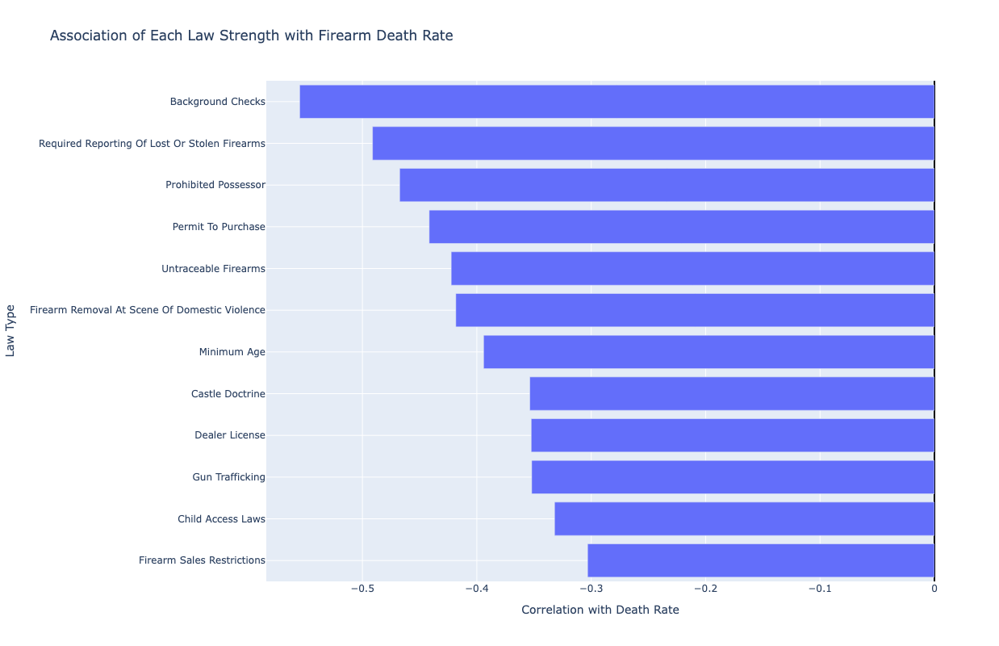 Association of Each Law Strength with Firearm Death Rate
Background Checks
Required Reporting Of Lost Or Stolen Firearms
Prohibited Possessor
Permit To Purchase
Untraceable Firearms
Firearm Removal At Scene Of Domestic Violence
Minimum Age
Castle Doctrine
Dealer License
Gun Trafficking
Child Access Laws
Firearm Sales Restrictions
Law Type
−0.5 −0.4 −0.3 −0.2 −0.1 0
Correlation with Death Rate